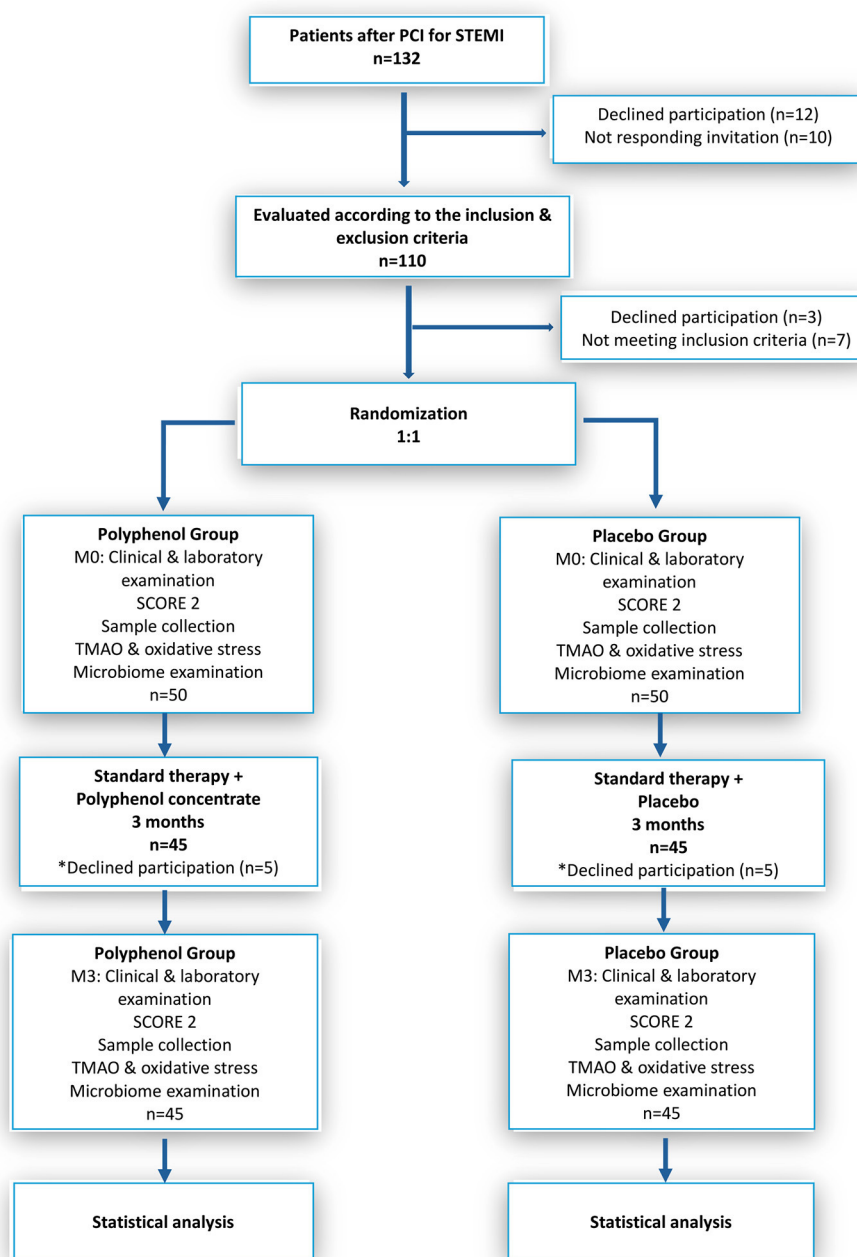 Patients after PCI for STEMI
n=132
Declined participation (n=12)
Not responding invitation (n=10)
Evaluated according to the inclusion &
exclusion criteria
n=110
Declined participation (n=3)
Not meeting inclusion criteria (n=7)
Randomization
1:1
Polyphenol Group
M0: Clinical & laboratory
examination
SCORE 2
Sample collection
TMAO & oxidative stress
Microbiome examination
n=50
Placebo Group
M0: Clinical & laboratory
examination
SCORE 2
Sample collection
TMAO & oxidative stress
Microbiome examination
n=50
Standard therapy +
Polyphenol concentrate
3 months
n=45
*Declined participation (n=5)
Standard therapy +
Placebo
3 months
n=45
*Declined participation (n=5)
Polyphenol Group
M3: Clinical & laboratory
examination
SCORE 2
Sample collection
TMAO & oxidative stress
Microbiome examination
n=45
Placebo Group
M3: Clinical & laboratory
examination
SCORE 2
Sample collection
TMAO & oxidative stress
Microbiome examination
n=45
Statistical analysis
Statistical analysis